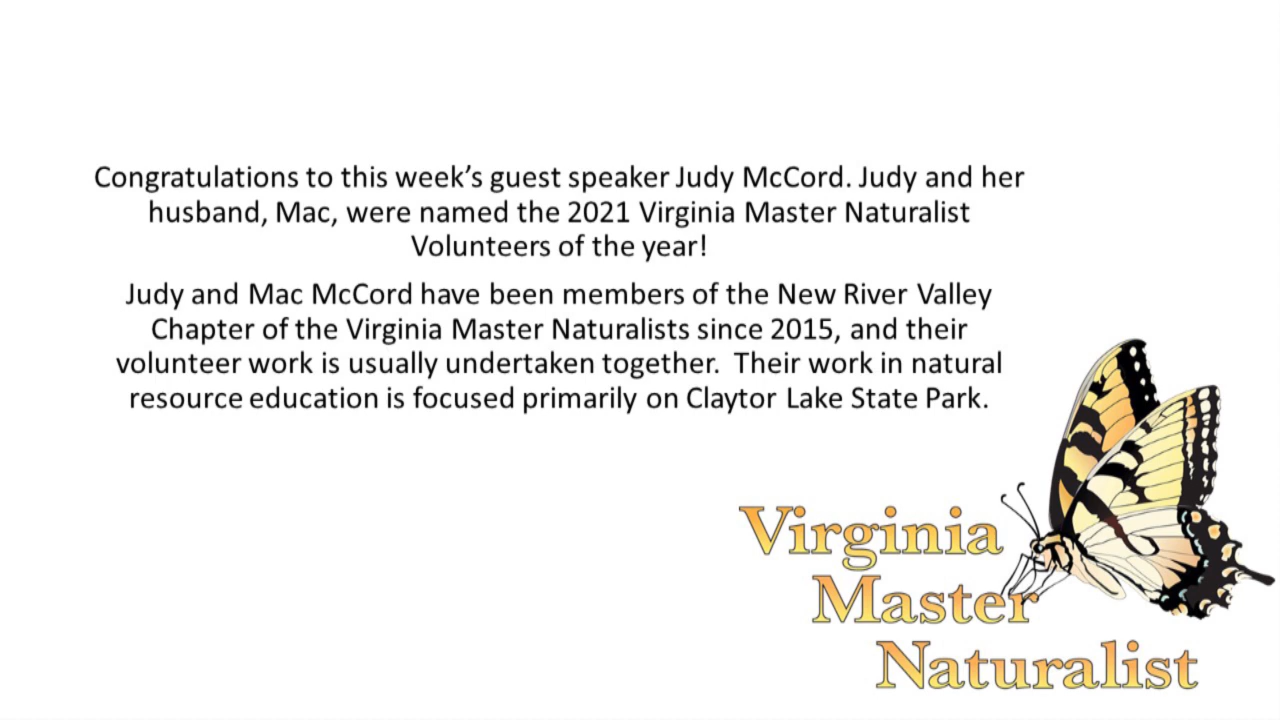 Congratulations to this week’s guest speaker Judy McCord. Judy and her
husband, Mac, were named the 2021 Virginia Master Naturalist
Volunteers of the year!
Judy and Mac McCord have been members of the New River Valley
Chapter of the Virginia Master Naturalists since 2015, and their
volunteer work is usually undertaken together.  Their work in natural
resource education is focused primarily on Claytor Lake State Park.
Virginia
Master
Naturalist